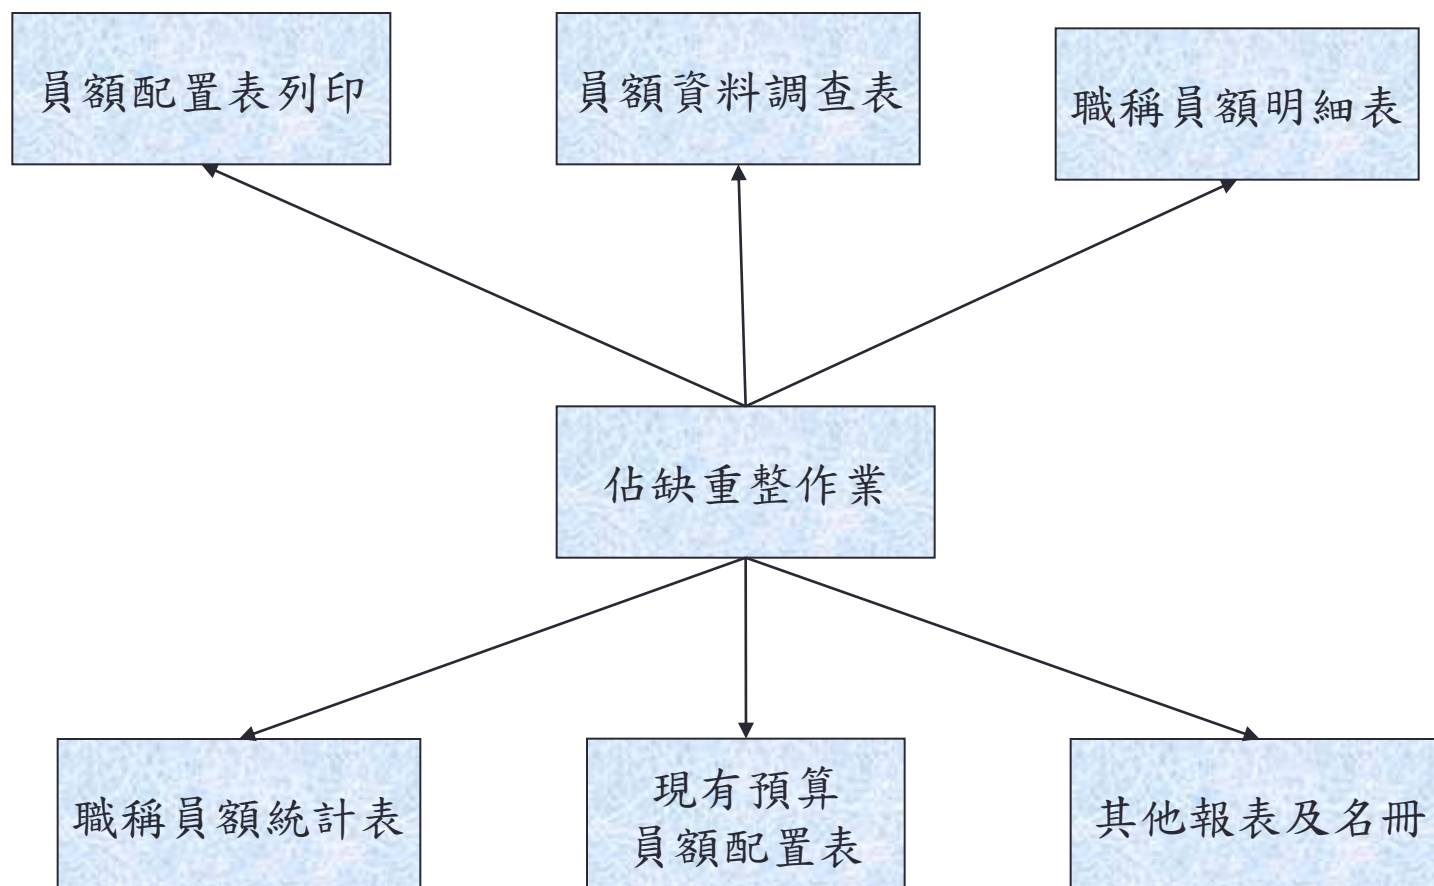 員額配置表列印
員額資料調查表
職稱員額明細表
佔缺重整作業
職稱員額統計表
現有預算
員額配置表
其他報表及名冊